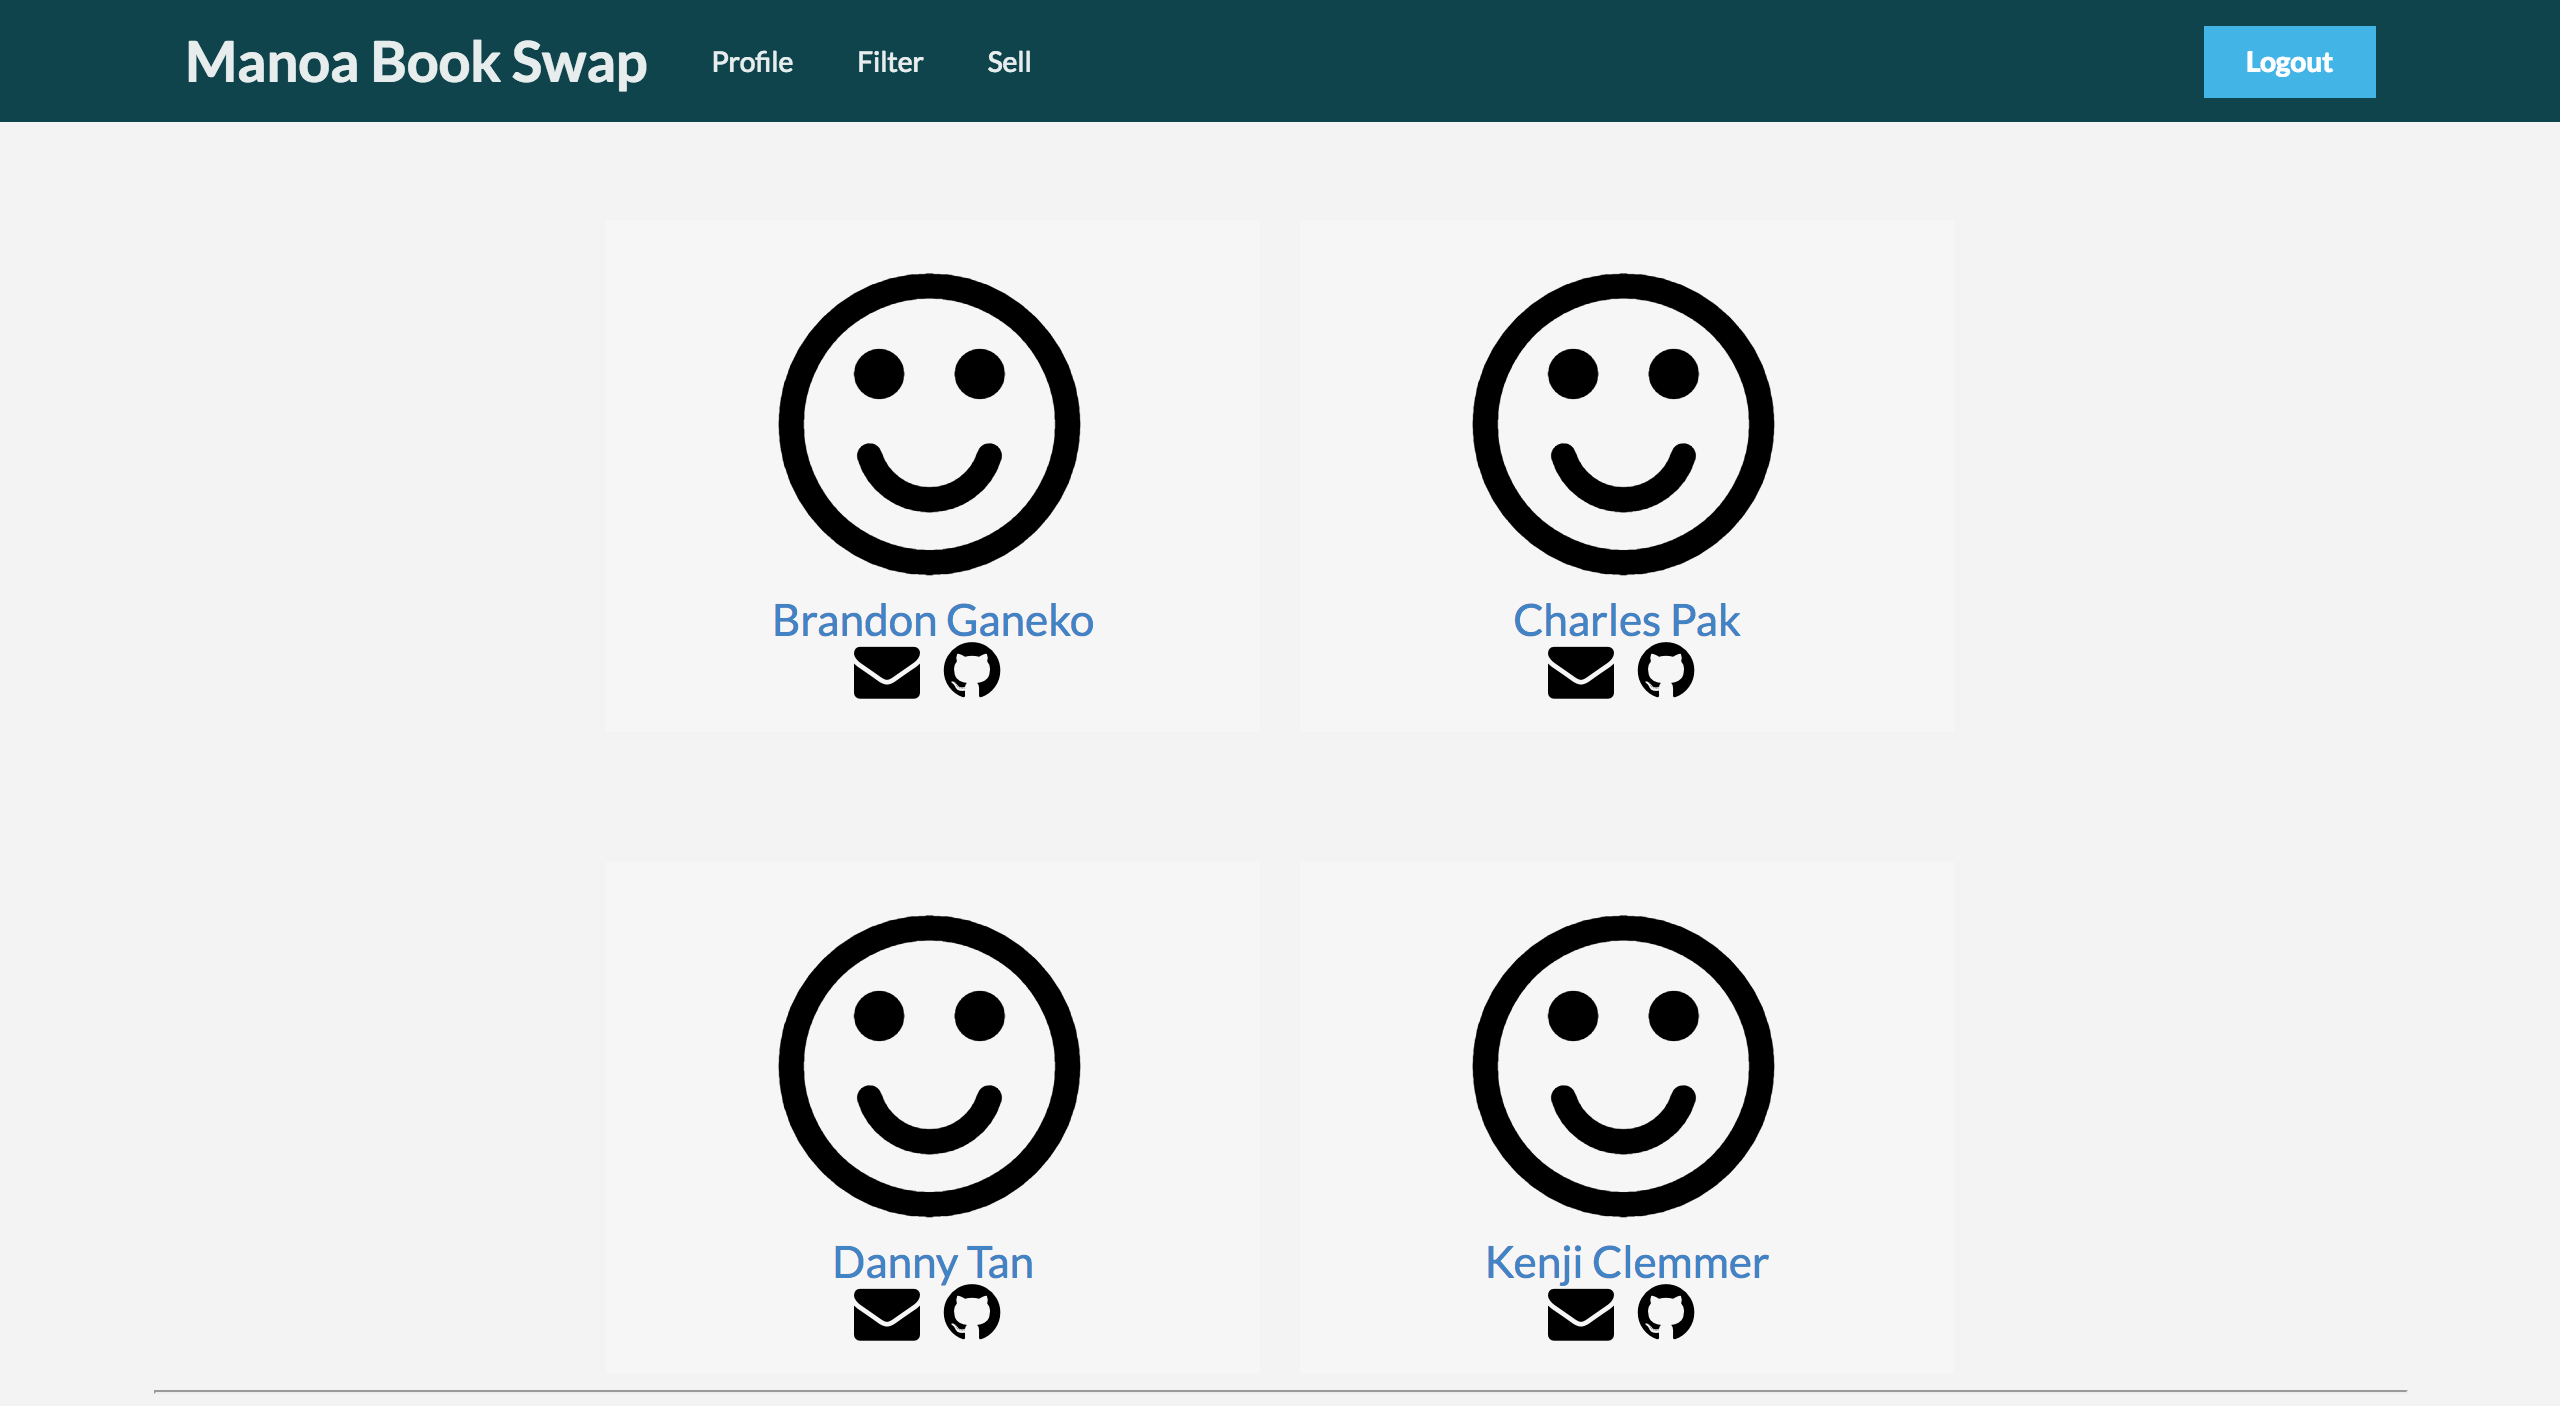 Manoa Book Swap Profile Filter Sell Logout
Brandon Ganeko Charles Pak
Danny Tan Kenji Clemmer